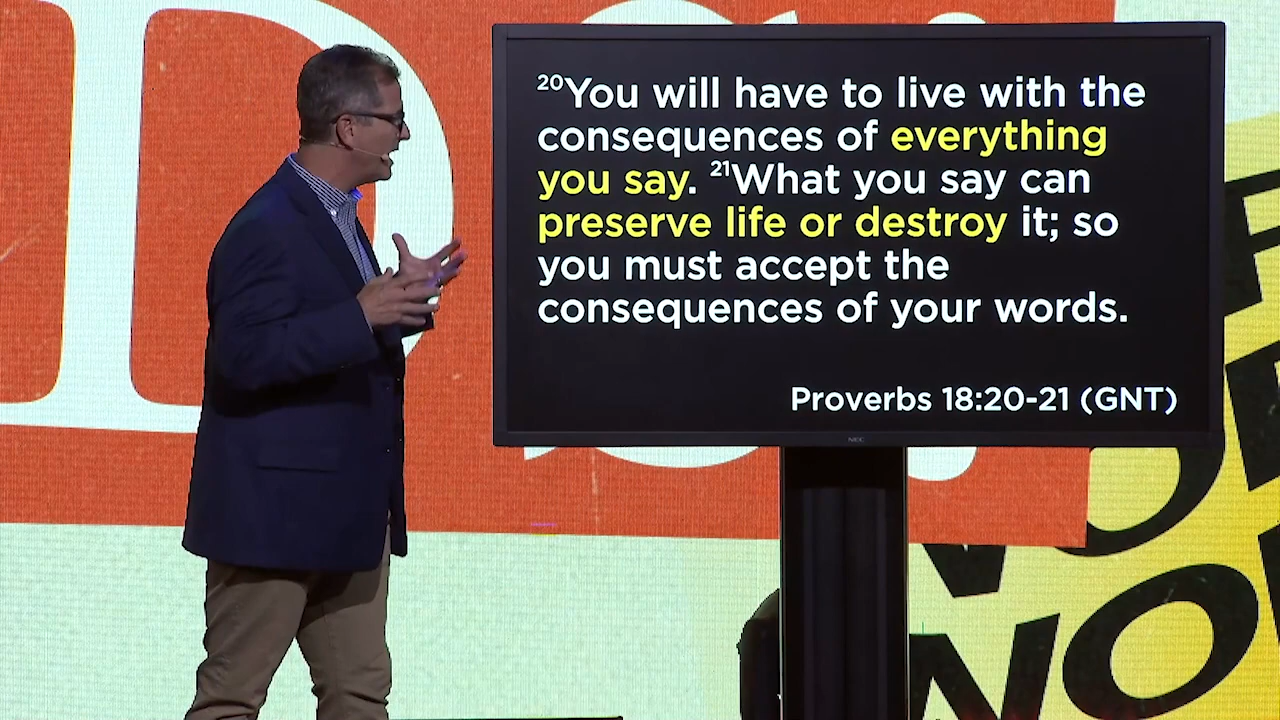 20You will have to live with the
consequences of everything
you say. 21What you say can
preserve life or destroy it; so
you must accept the
consequences of your words.
Proverbs 18:20-21 (GNT)
NEC